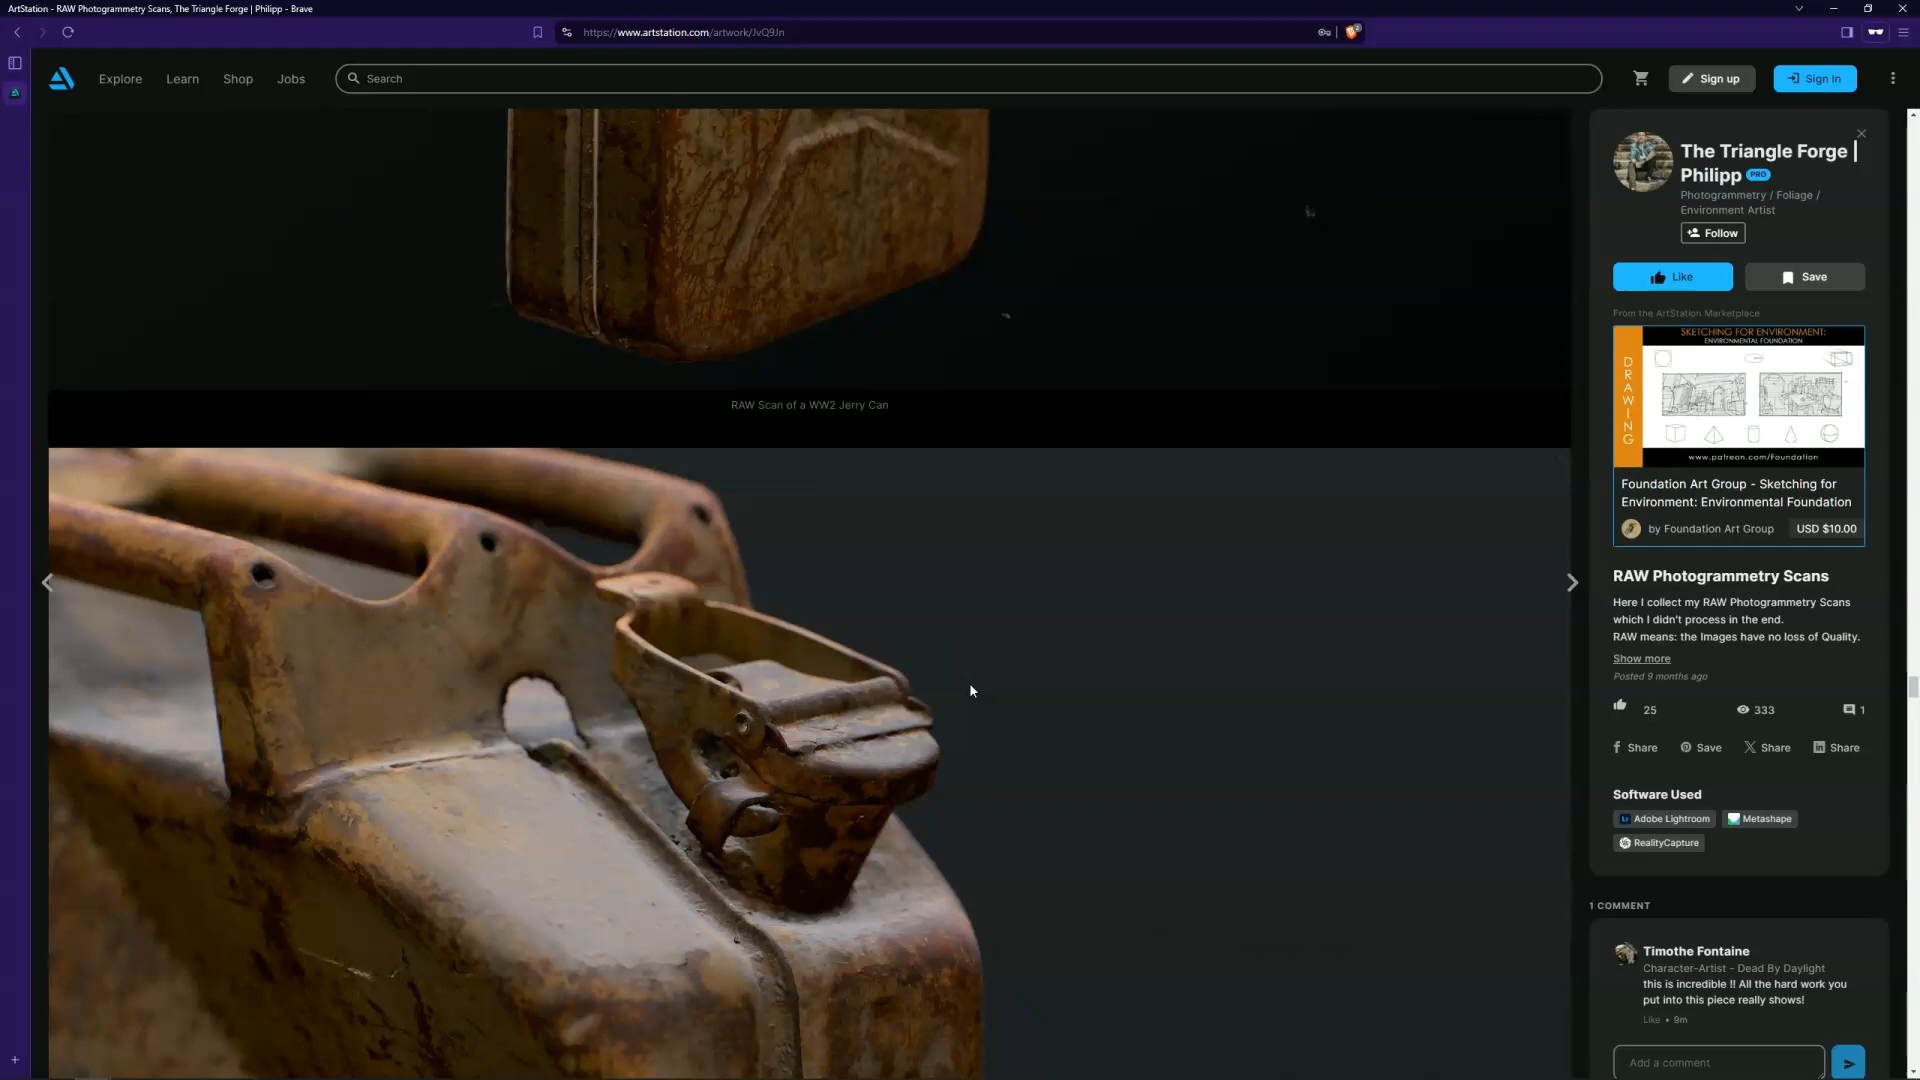 ArtStation - RAW Photogrammetry Scans, The Triangle Forge | Philipp - Brave
https://www.artstation.com/artwork/JvQ9Jn
2
Explore
Learn
Shop
Jobs
Search
Sign up
Sign In
RAW Scan of a WW2 Jerry Can
The Triangle Forge |
Philipp PRO
Photogrammetry / Foliage /
Environment Artist
Follow
Like
Save
From the ArtStation Marketplace
SKETCHING FOR ENVIRONMENT:
ENVIRONMENTAL FOUNDATION
DRAWING
www.patreon.com/Foundation
Foundation Art Group - Sketching for
Environment: Environmental Foundation
by Foundation Art Group
USD $10.00
RAW Photogrammetry Scans
Here I collect my RAW Photogrammetry Scans
which I didn't process in the end.
RAW means: the Images have no loss of Quality.
Show more
Posted 9 months ago
25
333
1
Share
Save
Share
Share
Software Used
Adobe Lightroom
Metashape
RealityCapture
1 COMMENT
Timothe Fontaine
Character-Artist - Dead By Daylight
this is incredible !! All the hard work you
put into this piece really shows!
Like • 9m
Add a comment